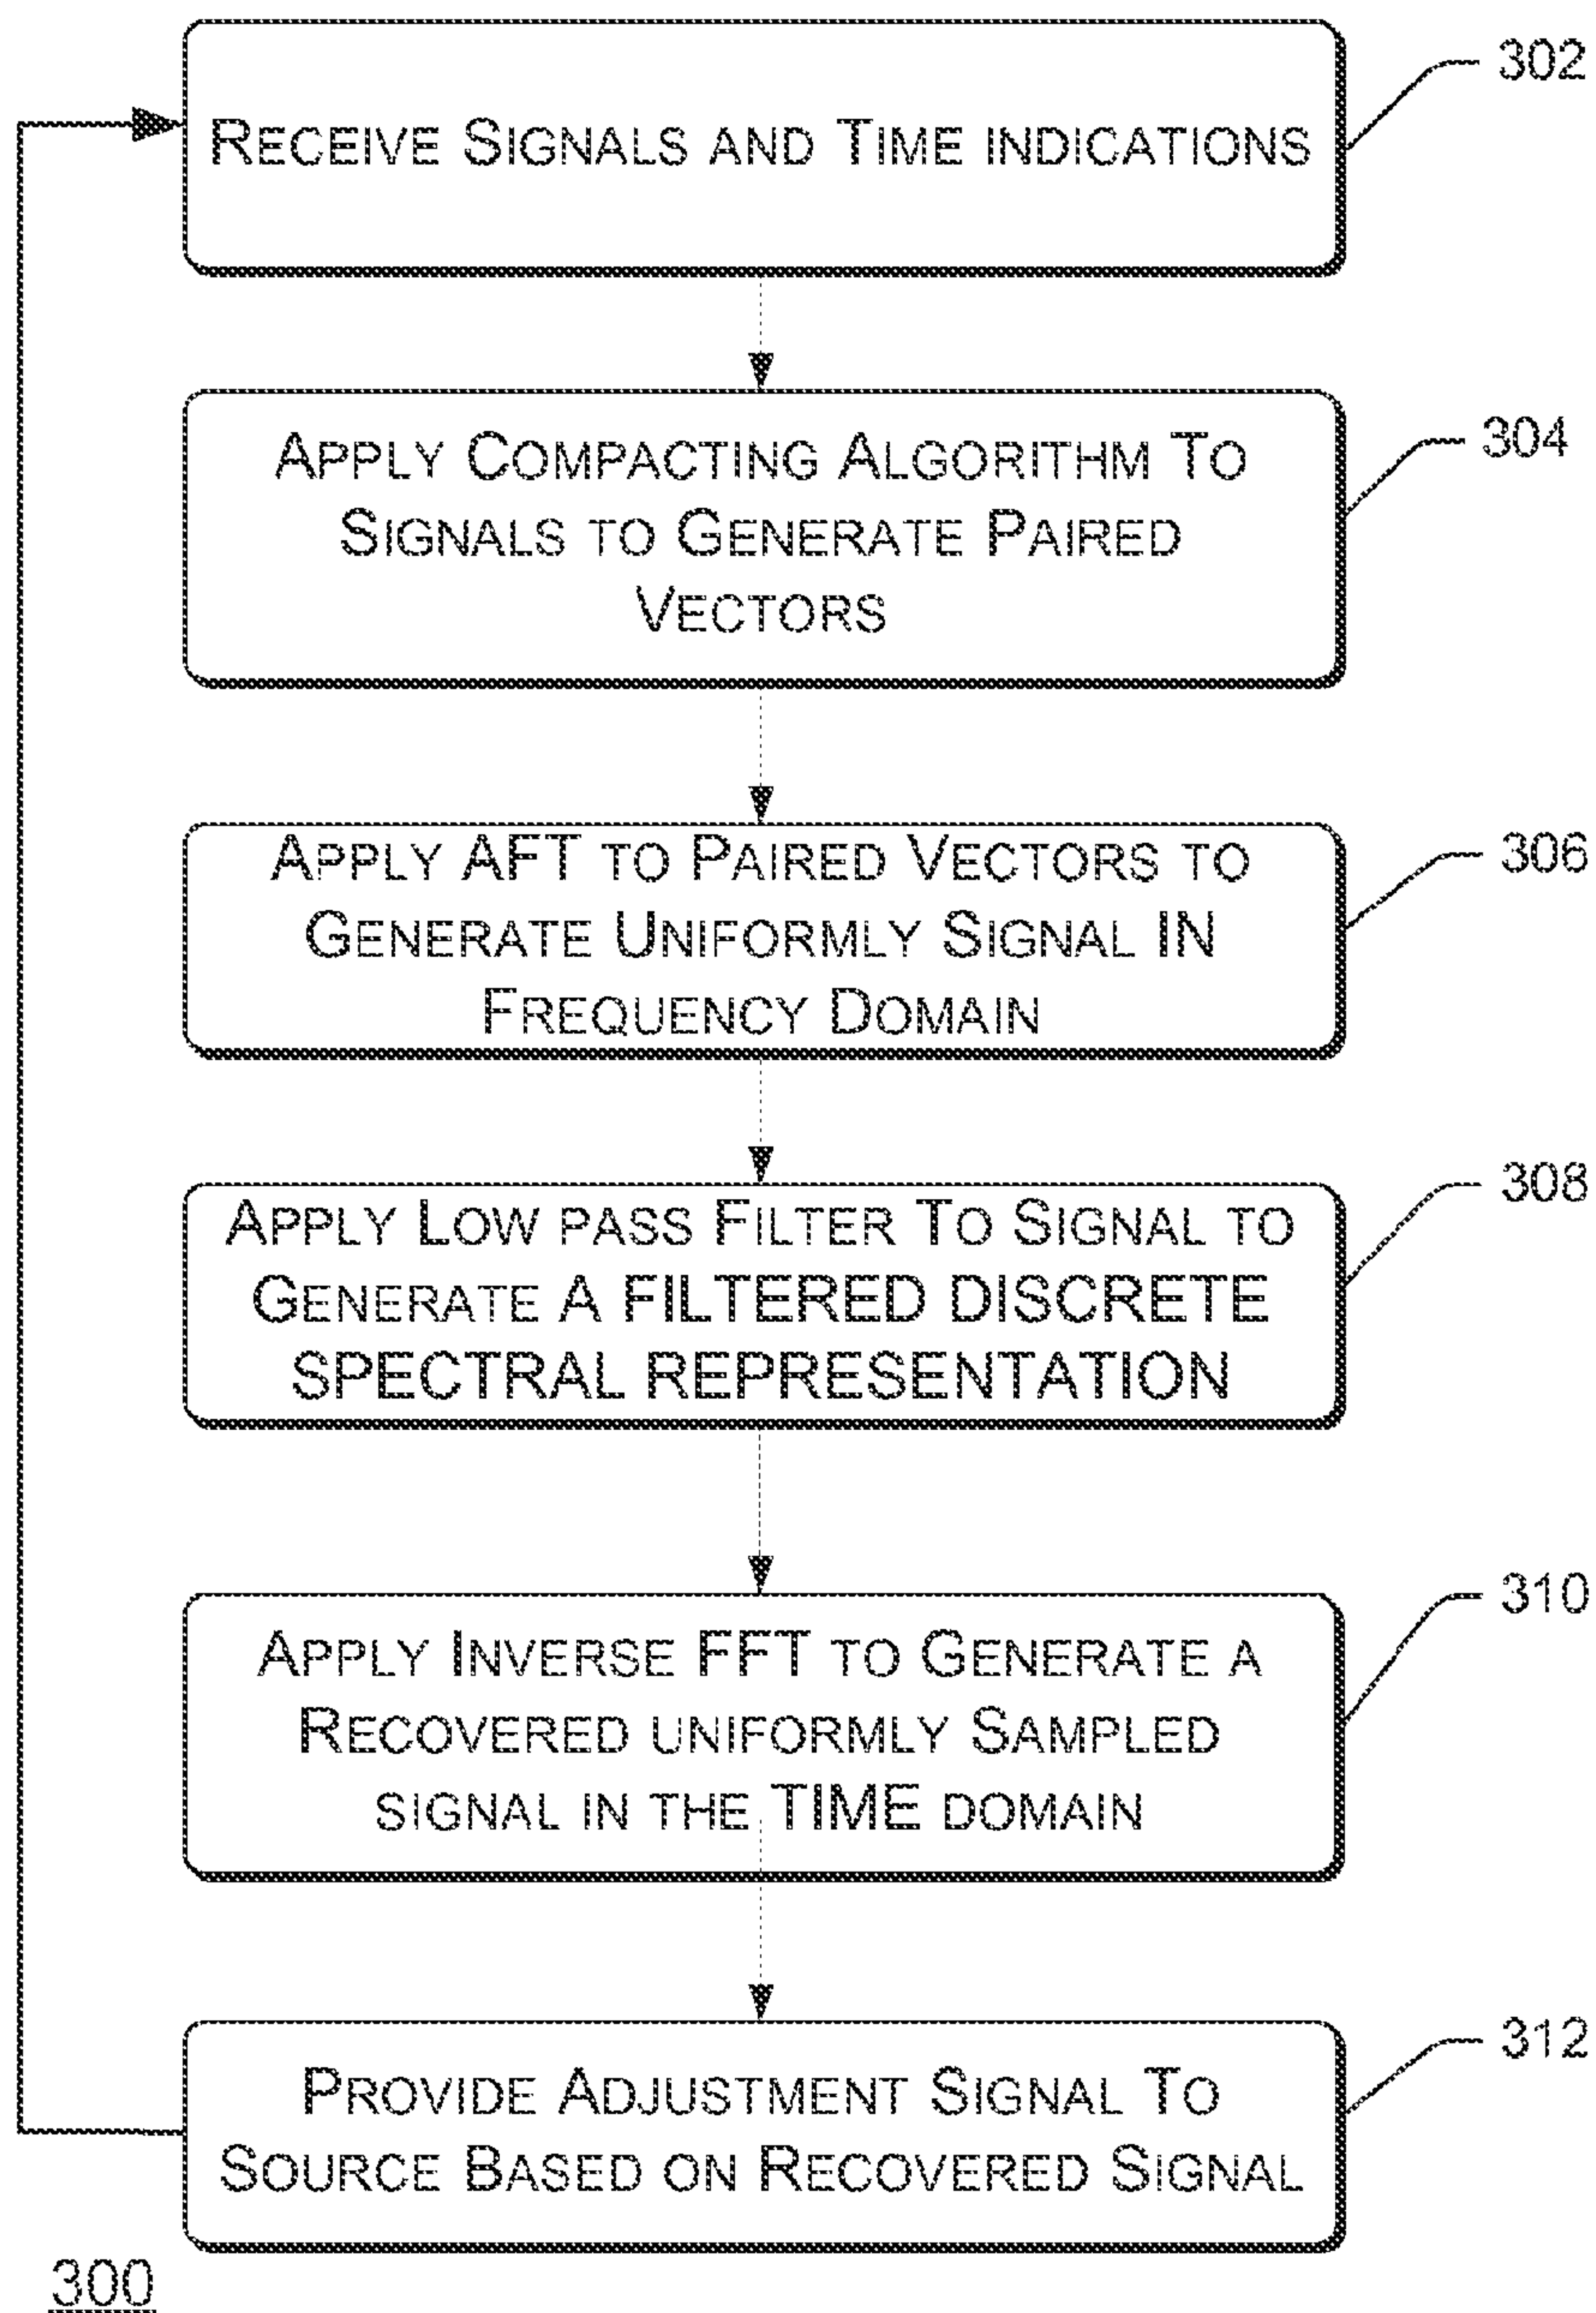 302
RECEIVE SIGNALS AND TIME INDICATIONS
304
APPLY COMPACTING ALGORITHM TO
SIGNALS TO GENERATE PAIRED
VECTORS
306
APPLY AFT TO PAIRED VECTORS TO
GENERATE UNIFORMLY SIGNAL IN
FREQUENCY DOMAIN
308
APPLY LOW PASS FILTER TO SIGNAL TO
GENERATE A FILTERED DISCRETE
SPECTRAL REPRESENTATION
310
APPLY INVERSE FFT TO GENERATE A
RECOVERED UNIFORMLY SAMPLED
SIGNAL IN THE TIME DOMAIN
312
PROVIDE ADJUSTMENT SIGNAL TO
SOURCE BASED ON RECOVERED SIGNAL
300